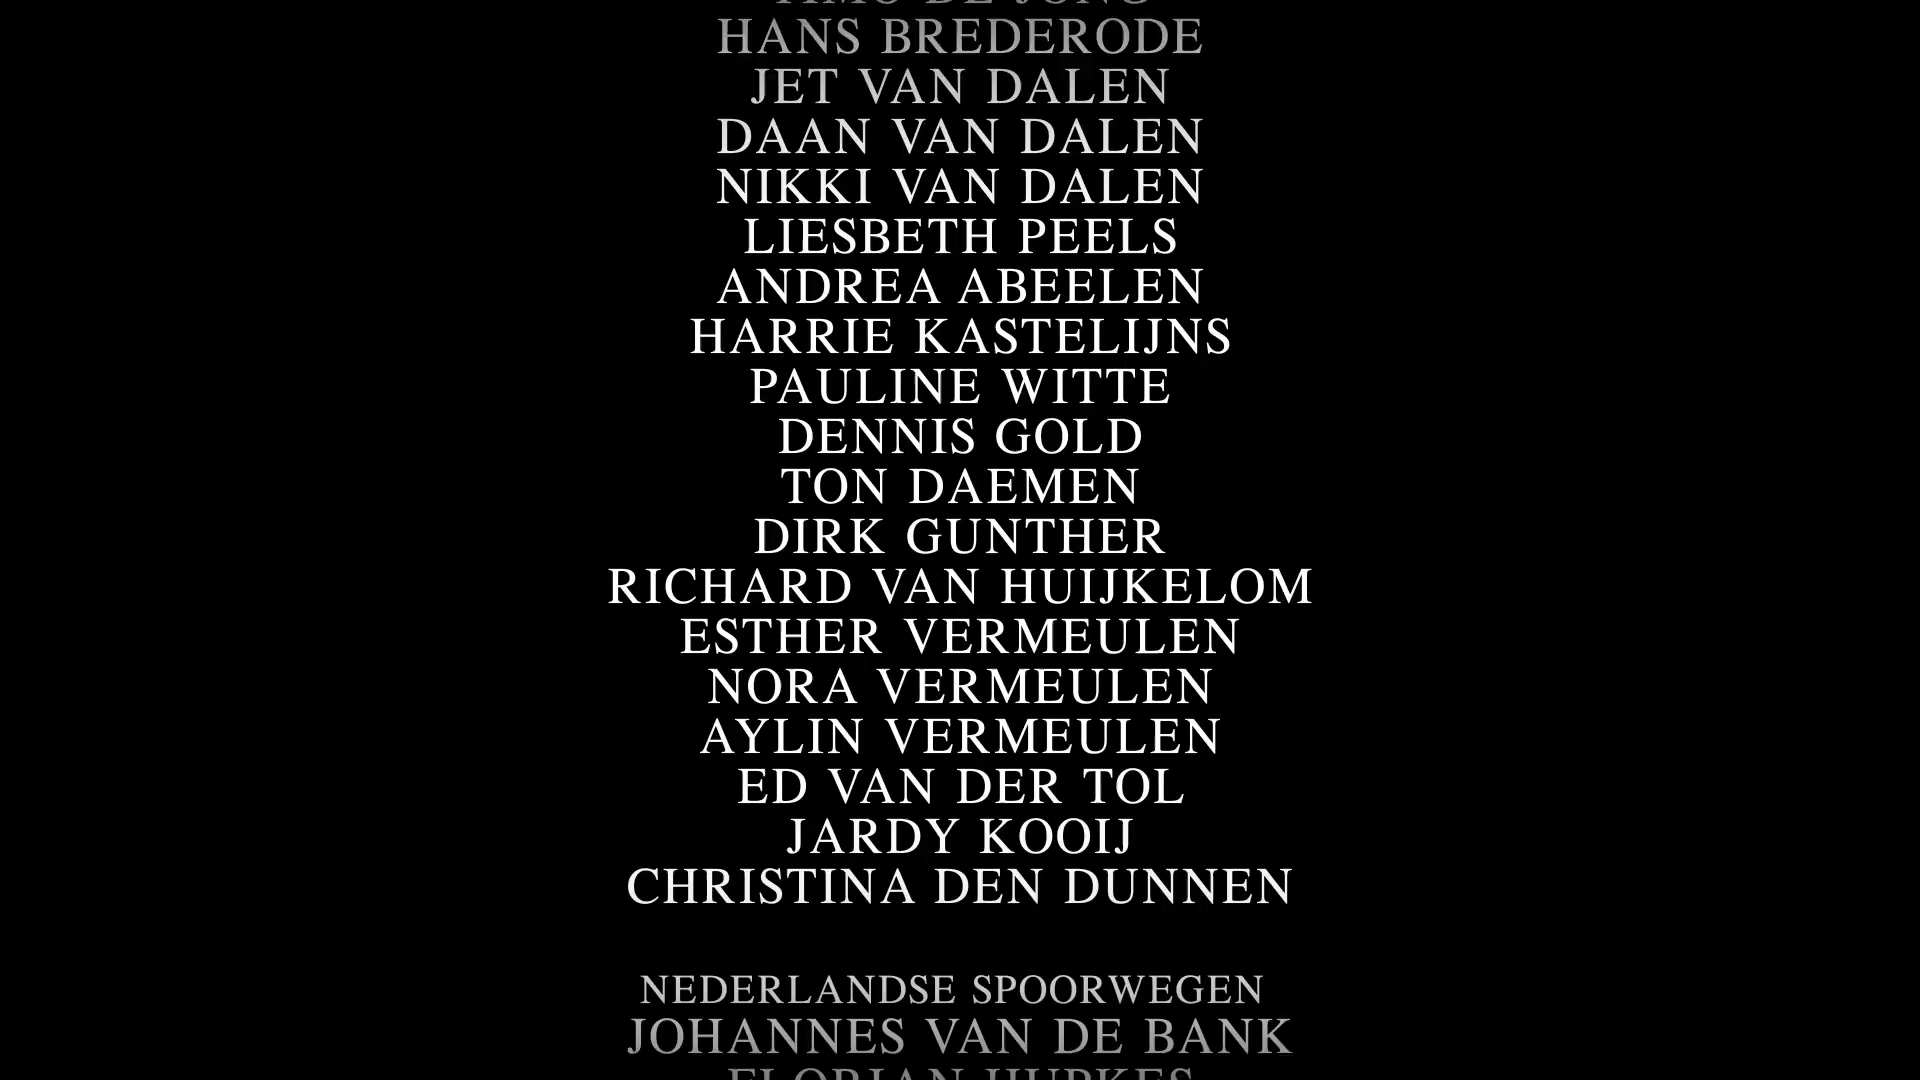 HANS BREDERODE
JET VAN DALEN
DAAN VAN DALEN
NIKKI VAN DALEN
LIESBETH PEELS
ANDREA ABEELEN
HARRIE KASTELIJNS
PAULINE WITTE
DENNIS GOLD
TON DAEMEN
DIRK GUNTHER
RICHARD VAN HUIJKELOM
ESTHER VERMEULEN
NORA VERMEULEN
AYLIN VERMEULEN
ED VAN DER TOL
JARDY KOOIJ
CHRISTINA DEN DUNNEN
NEDERLANDSE SPOORWEGEN
JOHANNES VAN DE BANK